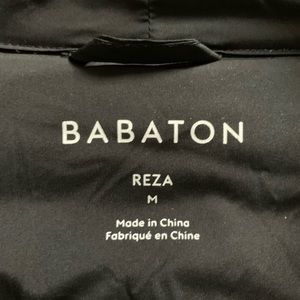 BABATON
REZA
M
Made in China
Fabriqué en Chine